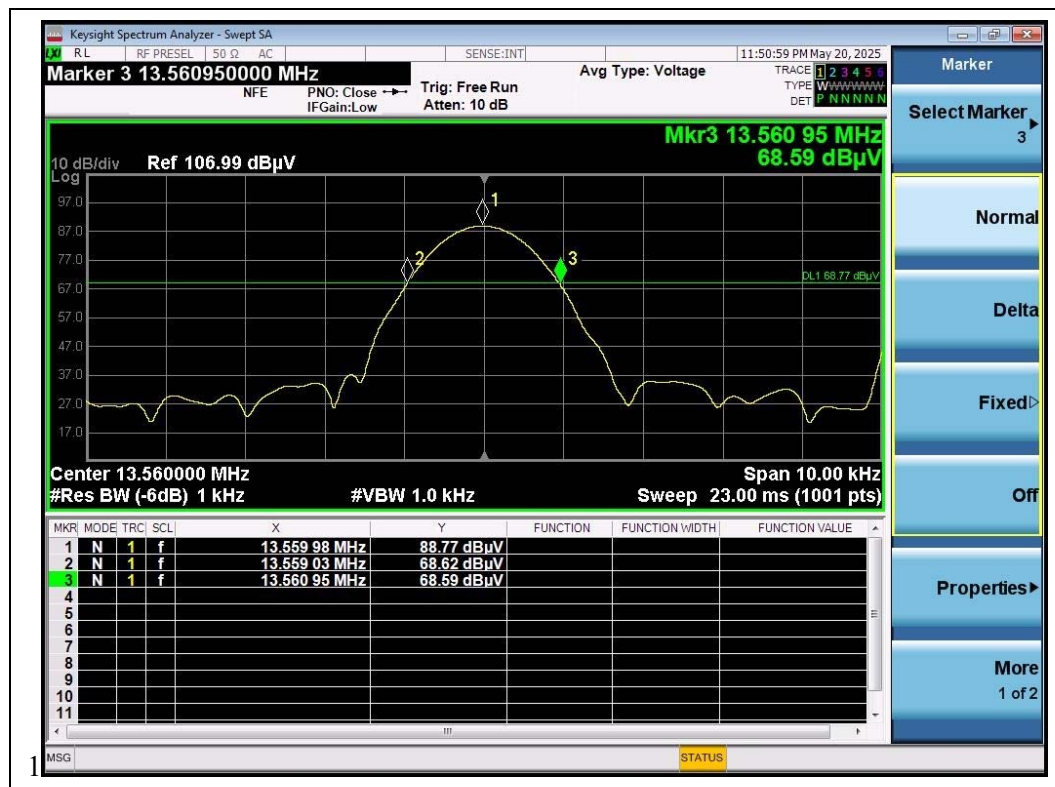 Keysight Spectrum Analyzer - Swept SA
LXI RL RF PRESEL 50 Ω AC SENSE:INT 11:50:59 PM May 20, 2025
Marker 3 13.560950000 MHz
NFE PNO: Close IFGain:Low
Trig: Free Run
Atten: 10 dB
Avg Type: Voltage
TRACE 1 2 3 4 5 6
TYPE WWWWWW
DET P N N N N N
Mkr3 13.560 95 MHz
68.59 dBµV
10 dB/div Ref 106.99 dBµV
Log
97.0
87.0
77.0
67.0
57.0
47.0
37.0
27.0
17.0
1
2
3
DL1 68.77 dBµV
Center 13.560000 MHz Span 10.00 kHz
#Res BW (-6dB) 1 kHz #VBW 1.0 kHz Sweep 23.00 ms (1001 pts)
MKR MODE TRC SCL X Y FUNCTION FUNCTION WIDTH FUNCTION VALUE
1 N 1 f 13.559 98 MHz 88.77 dBµV
2 N 1 f 13.559 03 MHz 68.62 dBµV
3 N 1 f 13.560 95 MHz 68.59 dBµV
4
5
6
7
8
9
10
11
MSG STATUS
Marker
Select Marker
3
Normal
Delta
Fixed
Off
Properties
More
1 of 2
1